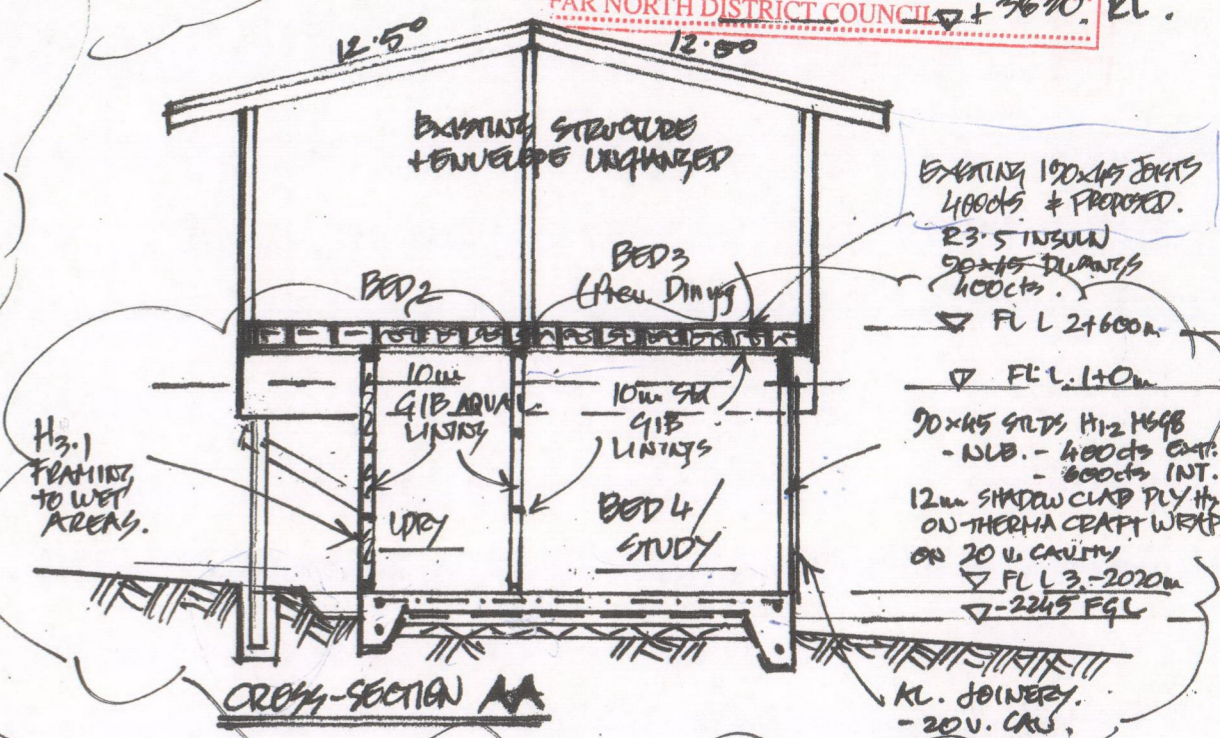 FAR NORTH DISTRICT COUNCIL
+3630. RL.
12.5°
12.50
EXISTING STRUCTURE
+ENVELOPE UNCHANGED
EXISTING 190x45 JOISTS
400cts & PROPOSED.
R3.5 INSULN
90x45 DWANGS
400cts.
BED 2
BED 3
(Prev. Dining)
FL L 2+600m
FL L.1+0m
10m
GIB AQUA
LINING
10m Std
GIB
LININGS
90x45 STUDS H1.2 MSG8
- NLB. - 400cts EXT.
- 600cts INT.
12mm SHADOW CLAD PLY H3
ON THERMA CRAFT WRAP
ON 20 V. CAVITY
FL L 3.-2020m
-2245 FGL
H3.1
FRAMING
TO WET
AREAS.
LDRY
BED 4/
STUDY
CROSS-SECTION AA
AL. JOINERY.
- 20 V. CAV.